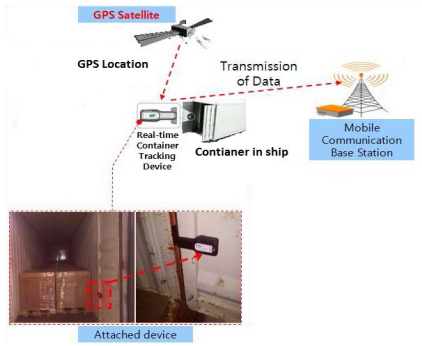 GPS Satellite
GPS Location
Transmission
of Data
Real-time
Container
Tracking
Device
Contianer in ship
Mobile
Communication
Base Station
Attached device